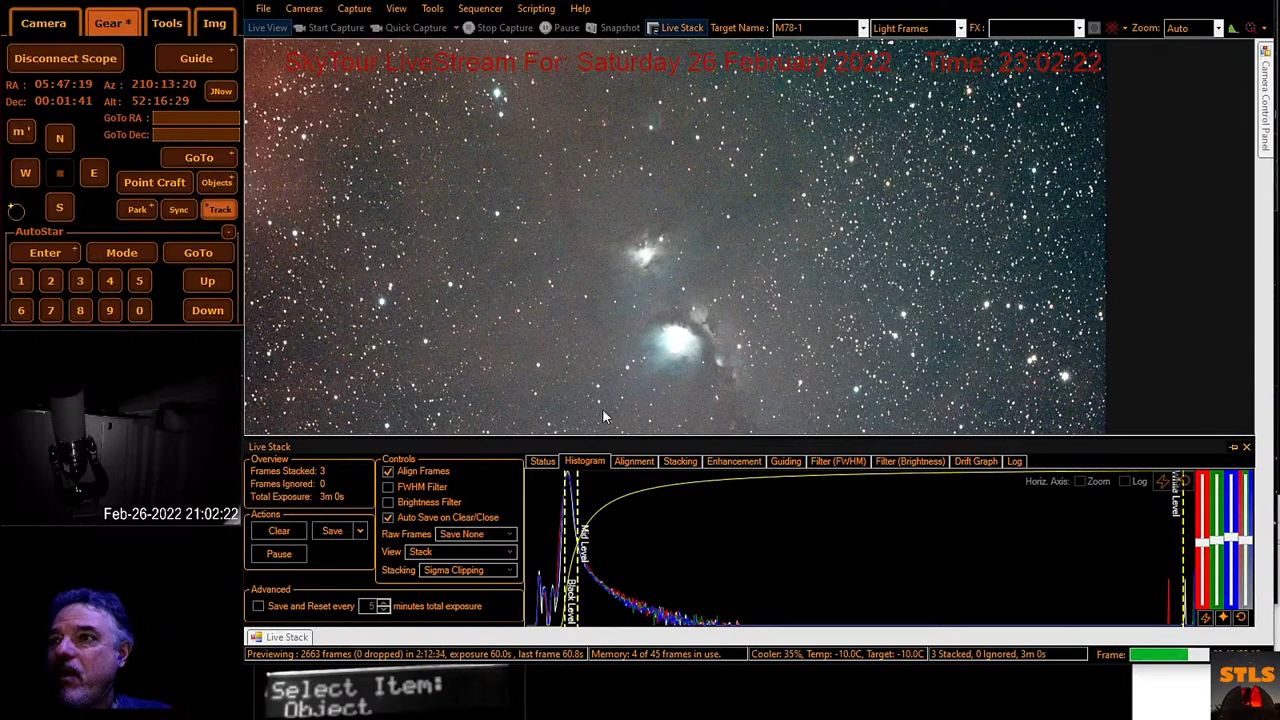 Camera Gear * Tools Img
File Cameras Capture View Tools Sequencer Scripting Help
Live View Start Capture Quick Capture Stop Capture Pause Snapshot Live Stack Target Name: M78-1 Light Frames FX: Zoom: Auto
SkyTour LiveStream For Saturday 26 February 2022 Time: 23:02:22
Camera Control Panel
Disconnect Scope Guide
RA : 05:47:19 Az : 210:13:20 JNow
Dec: 00:01:41 Alt: 52:16:29
GoTo RA :
GoTo Dec:
m ' N GoTo
W E Point Craft Objects
S Park Sync Track
AutoStar -
Enter Mode GoTo
1 2 3 4 5 Up
6 7 8 9 0 Down
Feb-26-2022 21:02:22
Live Stack
Overview
Frames Stacked: 3
Frames Ignored: 0
Total Exposure: 3m 0s
Actions
Clear Save
Pause
Controls
Align Frames
FWHM Filter
Brightness Filter
Auto Save on Clear/Close
Raw Frames Save None
View Stack
Stacking Sigma Clipping
Advanced
Save and Reset every 5 minutes total exposure
Status Histogram Alignment Stacking Enhancement Guiding Filter (FWHM) Filter (Brightness) Drift Graph Log
Horiz. Axis: Zoom Log
Black Level
Mid Level
White Level
Live Stack
Previewing : 2663 frames (0 dropped) in 2:12:34, exposure 60.0s , last frame 60.8s Memory: 4 of 45 frames in use. Cooler: 35%, Temp: -10.0C, Target: -10.0C 3 Stacked, 0 Ignored, 3m 0s Frame:
Select Item:
Object
STLS